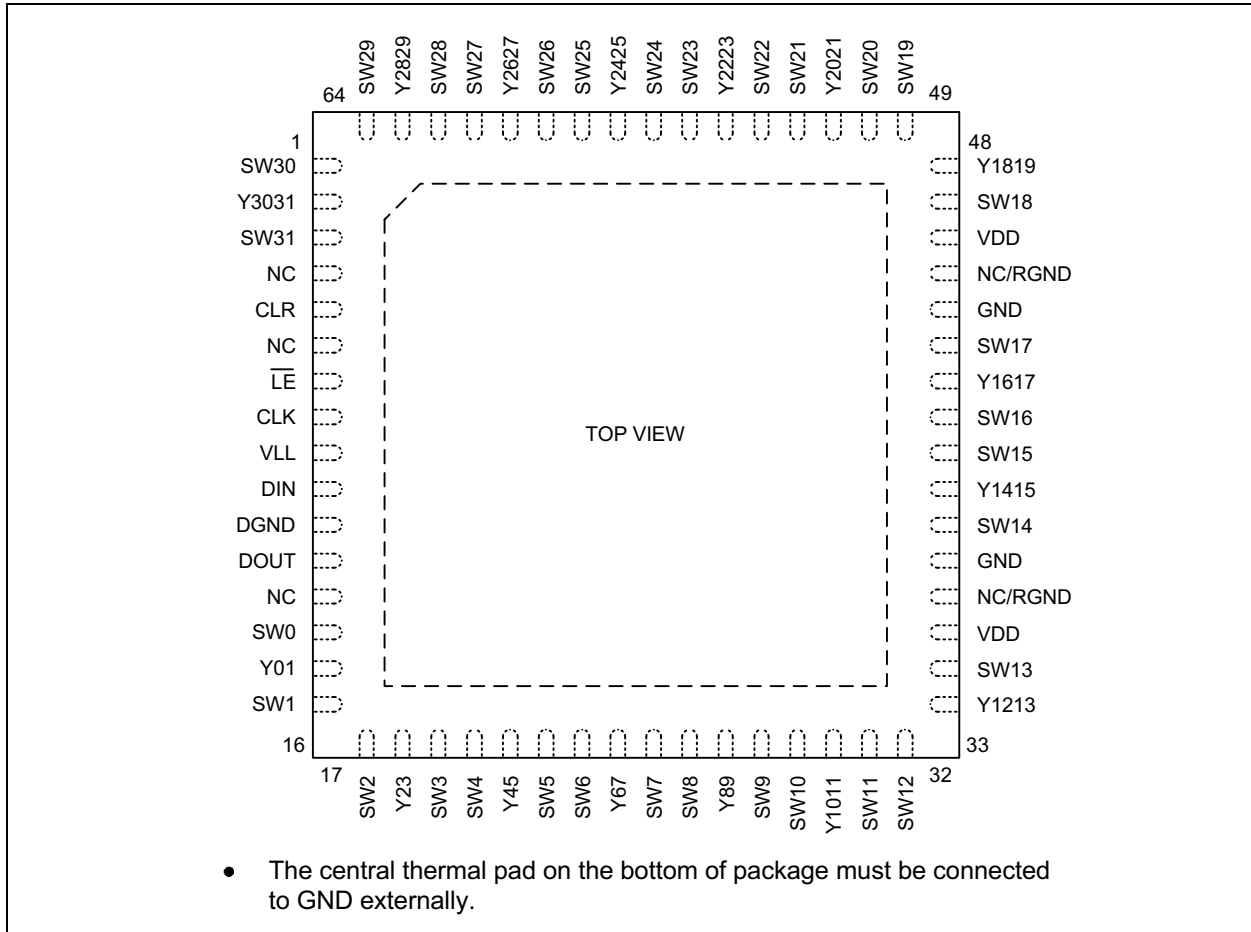 SW29
Y2829
SW28
SW27
Y2627
SW26
SW25
Y2425
SW24
SW23
Y2223
SW22
SW21
Y2021
SW20
SW19
64
49
1
48
SW30
Y3031
SW31
NC
CLR
NC
L̅E̅
CLK
VLL
DIN
DGND
DOUT
NC
SW0
Y01
SW1
TOP VIEW
Y1819
SW18
VDD
NC/RGND
GND
SW17
Y1617
SW16
SW15
Y1415
SW14
GND
NC/RGND
VDD
SW13
Y1213
16
33
17
32
SW2
Y23
SW3
SW4
Y45
SW5
SW6
Y67
SW7
SW8
Y89
SW9
SW10
Y1011
SW11
SW12
• The central thermal pad on the bottom of package must be connected
to GND externally.